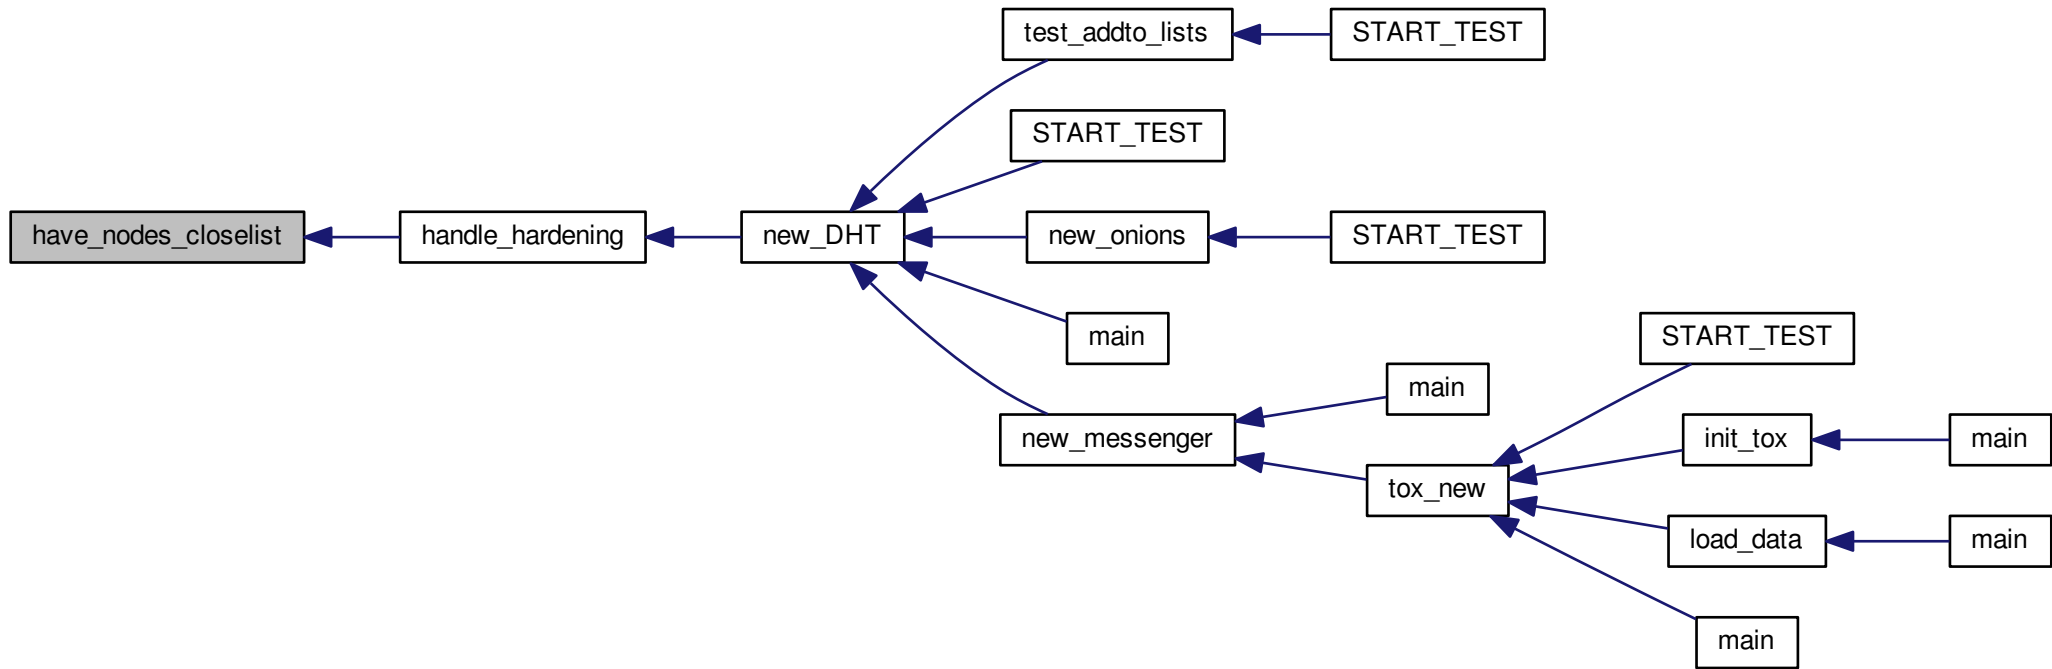 test_addto_lists
START_TEST
START_TEST
have_nodes_closelist
handle_hardening
new_DHT
new_onions
START_TEST
main
START_TEST
main
new_messenger
init_tox
main
tox_new
load_data
main
main